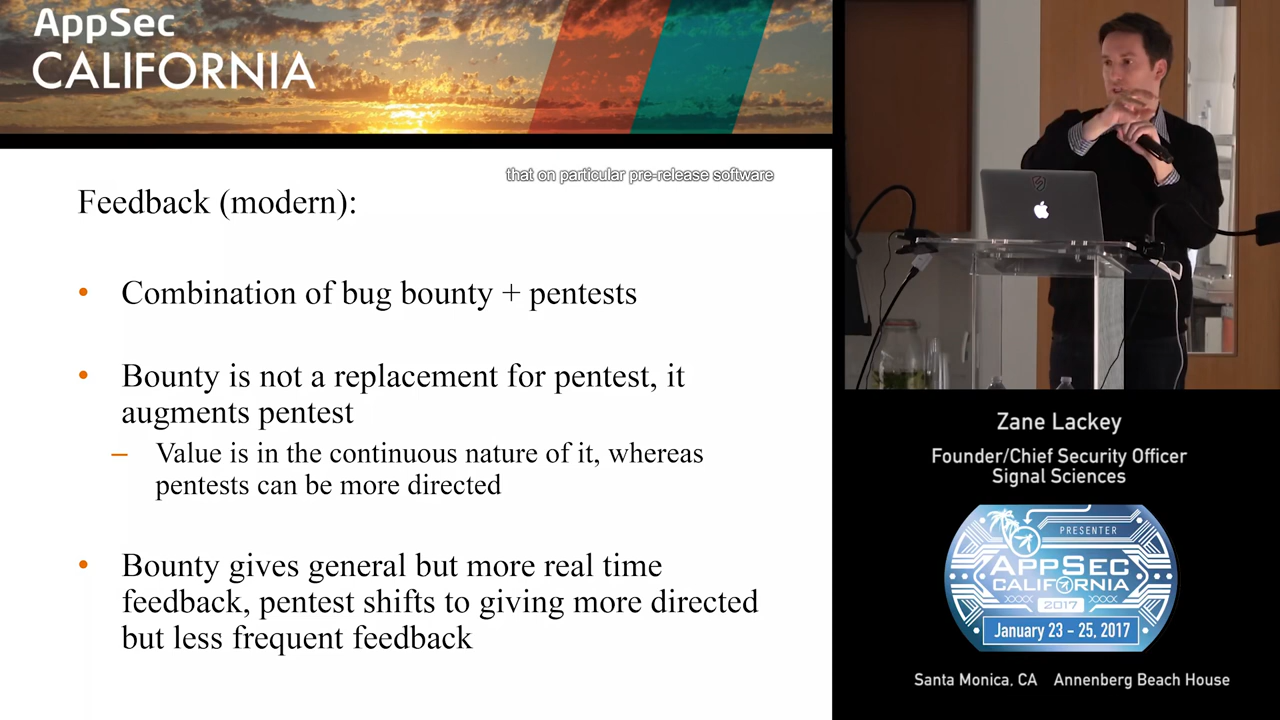 AppSec
CALIFORNIA
that on particular pre-release software
Feedback (modern):
• Combination of bug bounty + pentests
• Bounty is not a replacement for pentest, it
augments pentest
– Value is in the continuous nature of it, whereas
pentests can be more directed
• Bounty gives general but more real time
feedback, pentest shifts to giving more directed
but less frequent feedback
Zane Lackey
Founder/Chief Security Officer
Signal Sciences
PRESENTER
APPSEC
CALIFORNIA
2017
January 23 - 25, 2017
Santa Monica, CA Annenberg Beach House